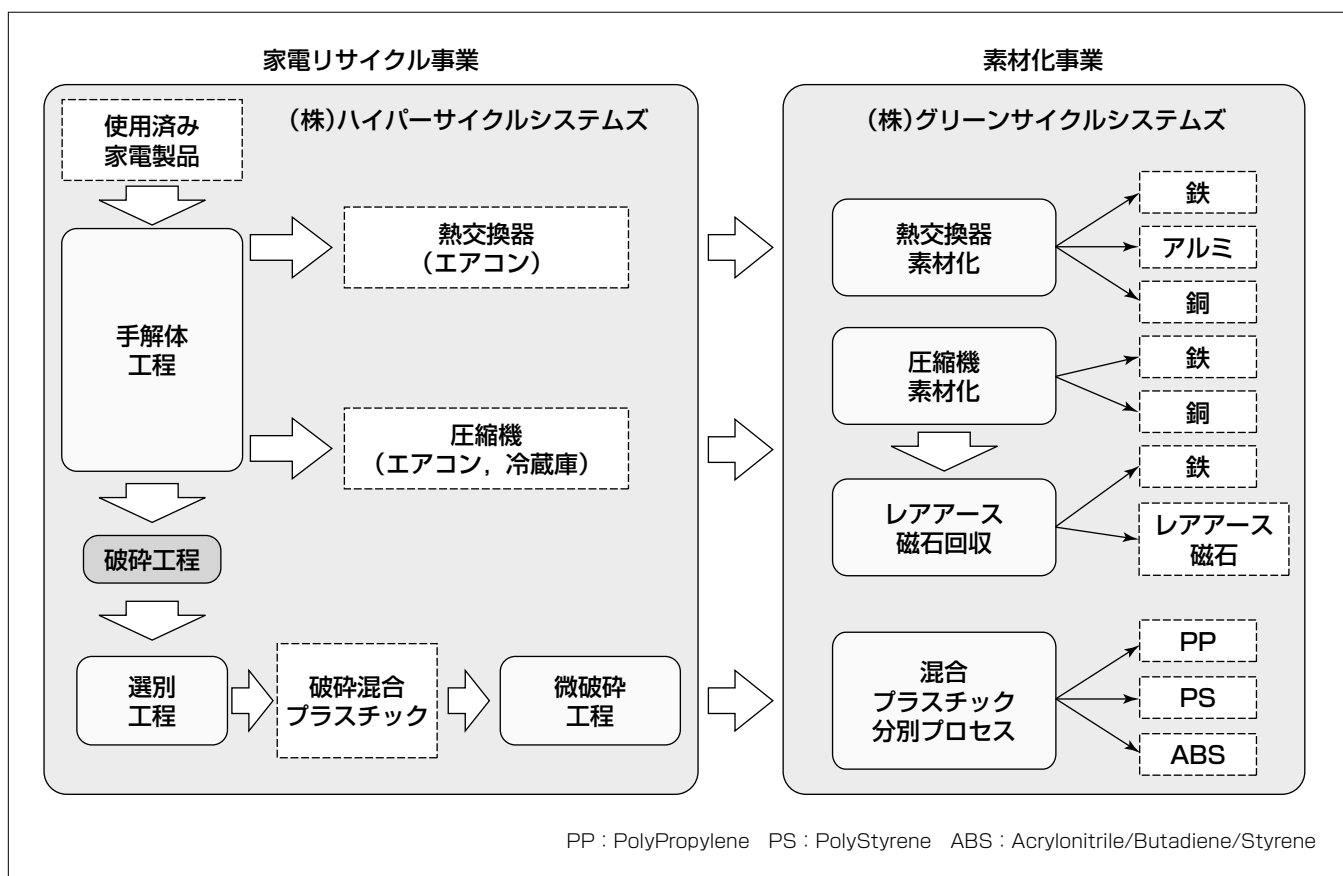 家電リサイクル事業
(株)ハイパーサイクルシステムズ
使用済み
家電製品
手解体
工程
熱交換器
(エアコン)
圧縮機
(エアコン,冷蔵庫)
破砕工程
選別
工程
破砕混合
プラスチック
微破砕
工程
素材化事業
(株)グリーンサイクルシステムズ
熱交換器
素材化
鉄
アルミ
銅
圧縮機
素材化
鉄
銅
レアアース
磁石回収
鉄
レアアース
磁石
混合
プラスチック
分別プロセス
PP
PS
ABS
PP:PolyPropylene PS:PolyStyrene ABS:Acrylonitrile/Butadiene/Styrene